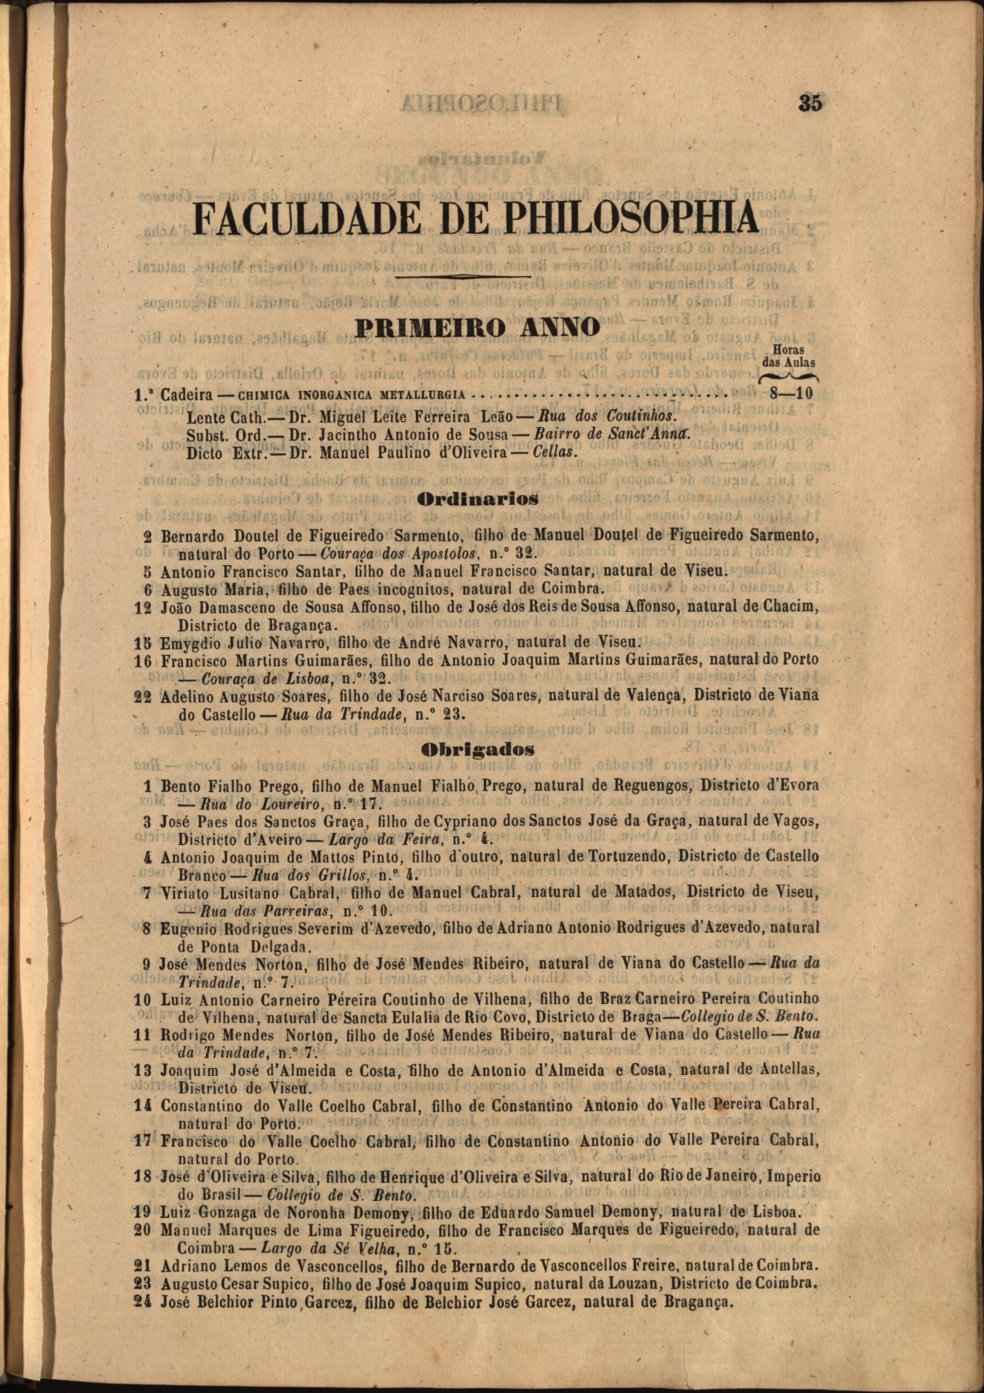 35
FACULDADE DE PHILOSOPHIA
PRIMEIRO ANNO
Horas
das Aulas
1.ª Cadeira — CHIMICA INORGANICA METALLURGIA . . . . . . . . . . . . . . . . . . . . . . . . . . . . 8—10
Lente Cath.— Dr. Miguel Leite Ferreira Leão — Rua dos Coutinhos.
Subst. Ord.— Dr. Jacintho Antonio de Sousa — Bairro de Sanct'Anna.
Dicto Extr.— Dr. Manuel Paulino d'Oliveira — Cellas.
Ordinarios
2 Bernardo Doutel de Figueiredo Sarmento, filho de Manuel Doutel de Figueiredo Sarmento,
natural do Porto — Couraça dos Apostolos, n.º 32.
5 Antonio Francisco Santar, filho de Manuel Francisco Santar, natural de Viseu.
6 Augusto Maria, filho de Paes incognitos, natural de Coimbra.
12 João Damasceno de Sousa Affonso, filho de José dos Reis de Sousa Affonso, natural de Chacim,
Districto de Bragança.
15 Emygdio Julio Navarro, filho de André Navarro, natural de Viseu.
16 Francisco Martins Guimarães, filho de Antonio Joaquim Martins Guimarães, natural do Porto
— Couraça de Lisboa, n.º 32.
22 Adelino Augusto Soares, filho de José Narciso Soares, natural de Valença, Districto de Viana
do Castello — Rua da Trindade, n.º 23.
Obrigados
1 Bento Fialho Prego, filho de Manuel Fialho Prego, natural de Reguengos, Districto d'Evora
— Rua do Loureiro, n.º 17.
3 José Paes dos Sanctos Graça, filho de Cypriano dos Sanctos José da Graça, natural de Vagos,
Districto d'Aveiro — Largo da Feira, n.º 4.
4 Antonio Joaquim de Mattos Pinto, filho d'outro, natural de Tortuzendo, Districto de Castello
Branco — Rua dos Grillos, n.º 4.
7 Viriato Lusitano Cabral, filho de Manuel Cabral, natural de Matados, Districto de Viseu,
— Rua das Parreiras, n.º 10.
8 Eugenio Rodrigues Severim d'Azevedo, filho de Adriano Antonio Rodrigues d'Azevedo, natural
de Ponta Delgada.
9 José Mendes Norton, filho de José Mendes Ribeiro, natural de Viana do Castello — Rua da
Trindade, n.º 7.
10 Luiz Antonio Carneiro Pereira Coutinho de Vilhena, filho de Braz Carneiro Pereira Coutinho
de Vilhena, natural de Sancta Eulalia de Rio Covo, Districto de Braga—Collegio de S. Bento.
11 Rodrigo Mendes Norton, filho de José Mendes Ribeiro, natural de Viana do Castello — Rua
da Trindade, n.º 7.
13 Joaquim José d'Almeida e Costa, filho de Antonio d'Almeida e Costa, natural de Antellas,
Districto de Viseu.
14 Constantino do Valle Coelho Cabral, filho de Constantino Antonio do Valle Pereira Cabral,
natural do Porto.
17 Francisco do Valle Coelho Cabral, filho de Constantino Antonio do Valle Pereira Cabral,
natural do Porto.
18 José d'Oliveira e Silva, filho de Henrique d'Oliveira e Silva, natural do Rio de Janeiro, Imperio
do Brasil — Collegio de S. Bento.
19 Luiz Gonzaga de Noronha Demony, filho de Eduardo Samuel Demony, natural de Lisboa.
20 Manuel Marques de Lima Figueiredo, filho de Francisco Marques de Figueiredo, natural de
Coimbra — Largo da Sé Velha, n.º 15.
21 Adriano Lemos de Vasconcellos, filho de Bernardo de Vasconcellos Freire, natural de Coimbra.
23 Augusto Cesar Supico, filho de José Joaquim Supico, natural da Louzan, Districto de Coimbra.
24 José Belchior Pinto Garcez, filho de Belchior José Garcez, natural de Bragança.